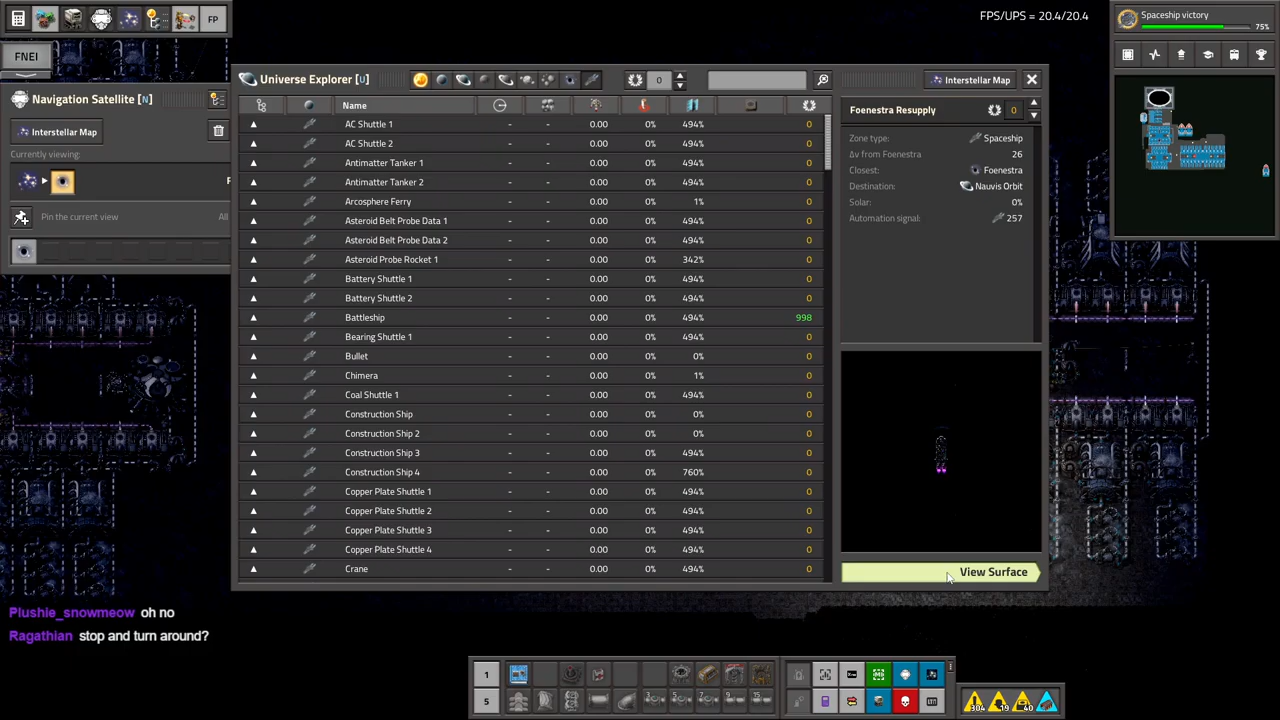 FP
FPS/UPS = 20.4/20.4
Spaceship victory
75%
FNEI
Navigation Satellite [N]
Interstellar Map
Currently viewing:
Pin the current view
All
Universe Explorer [U]
0
Interstellar Map
Name
AC Shuttle 1 - - 0.00 0% 494% 0
AC Shuttle 2 - - 0.00 0% 494% 0
Antimatter Tanker 1 - - 0.00 0% 494% 0
Antimatter Tanker 2 - - 0.00 0% 494% 0
Arcosphere Ferry - - 0.00 0% 1% 0
Asteroid Belt Probe Data 1 - - 0.00 0% 494% 0
Asteroid Belt Probe Data 2 - - 0.00 0% 494% 0
Asteroid Probe Rocket 1 - - 0.00 0% 342% 0
Battery Shuttle 1 - - 0.00 0% 494% 0
Battery Shuttle 2 - - 0.00 0% 494% 0
Battleship - - 0.00 0% 494% 998
Bearing Shuttle 1 - - 0.00 0% 494% 0
Bullet - - 0.00 0% 0% 0
Chimera - - 0.00 0% 1% 0
Coal Shuttle 1 - - 0.00 0% 494% 0
Construction Ship - - 0.00 0% 0% 0
Construction Ship 2 - - 0.00 0% 0% 0
Construction Ship 3 - - 0.00 0% 494% 0
Construction Ship 4 - - 0.00 0% 760% 0
Copper Plate Shuttle 1 - - 0.00 0% 494% 0
Copper Plate Shuttle 2 - - 0.00 0% 494% 0
Copper Plate Shuttle 3 - - 0.00 0% 494% 0
Copper Plate Shuttle 4 - - 0.00 0% 494% 0
Crane - - 0.00 0% 494% 0
Foenestra Resupply 0
Zone type: Spaceship
Δv from Foenestra 26
Closest: Foenestra
Destination: Nauvis Orbit
Solar: 0%
Automation signal: 257
View Surface
Plushie_snowmeow oh no
Ragathian stop and turn around?
1
5
3 5 7 9 15
304 19 40